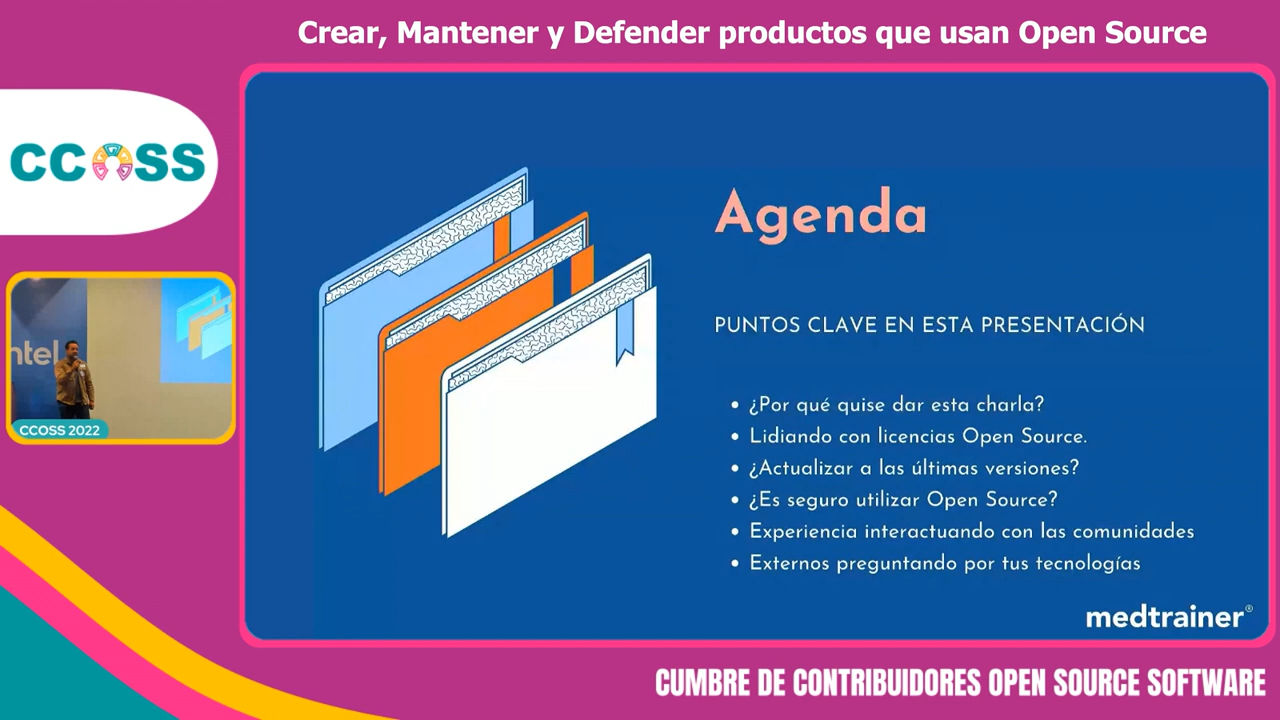 Crear, Mantener y Defender productos que usan Open Source
CCOSS
ntel
CCOSS 2022
Agenda
PUNTOS CLAVE EN ESTA PRESENTACIÓN
• ¿Por qué quise dar esta charla?
• Lidiando con licencias Open Source.
• ¿Actualizar a las últimas versiones?
• ¿Es seguro utilizar Open Source?
• Experiencia interactuando con las comunidades
• Externos preguntando por tus tecnologías
medtrainer®
CUMBRE DE CONTRIBUIDORES OPEN SOURCE SOFTWARE